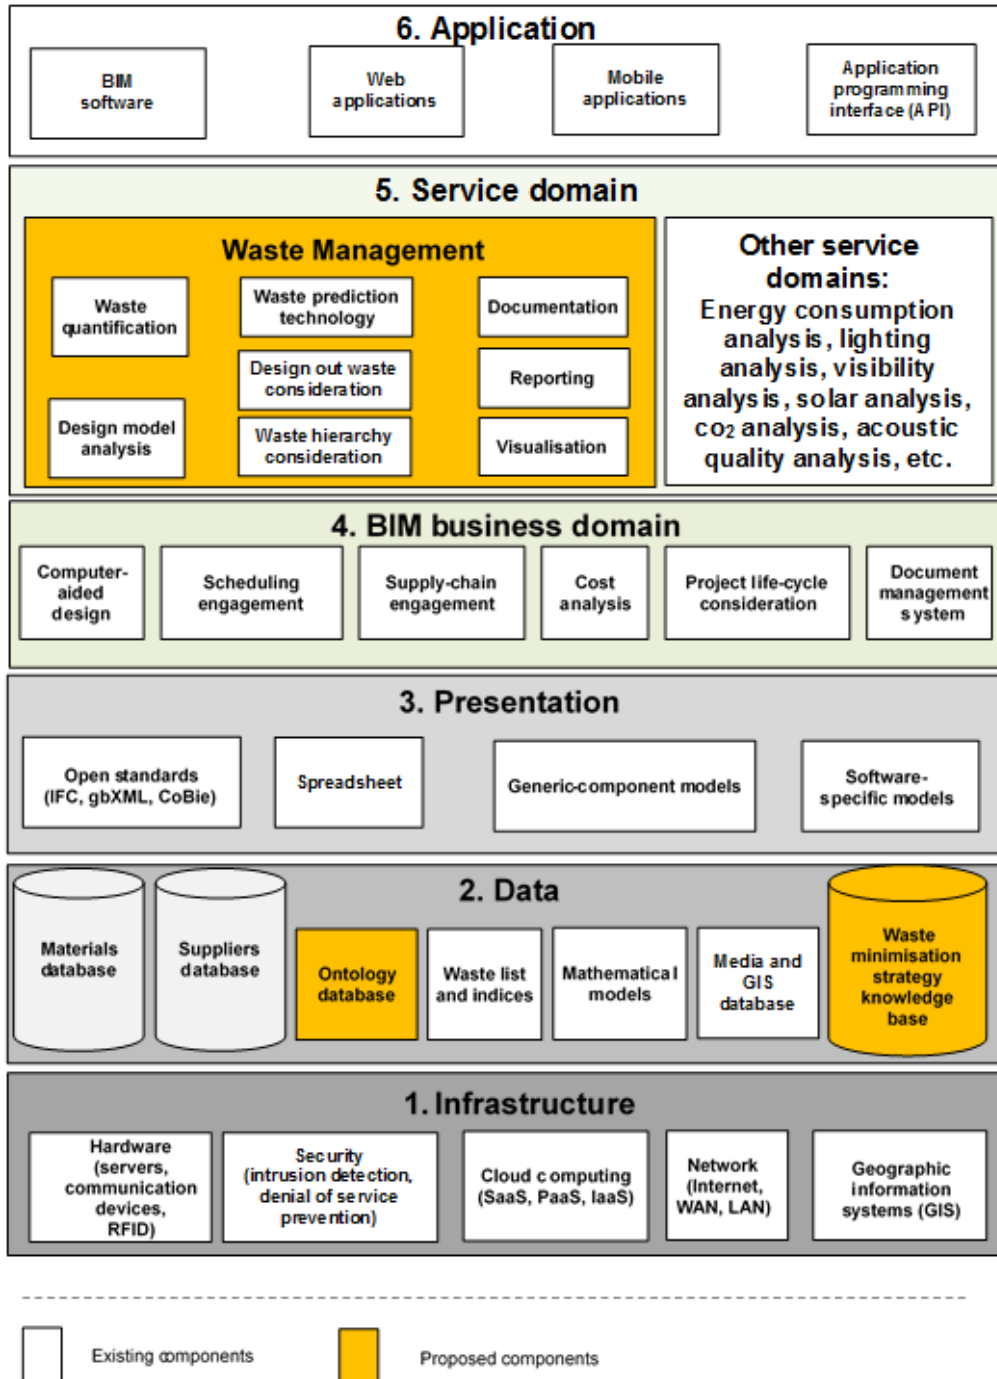 6. Application
BIM
software
Web
applications
Mobile
applications
Application
programming
interface (API)
5. Service domain
Waste Management
Waste
quantification
Design model
analysis
Waste prediction
technology
Design out waste
consideration
Waste hierarchy
consideration
Documentation
Reporting
Visualisation
Other service
domains:
Energy consumption
analysis, lighting
analysis, visibility
analysis, solar analysis,
co2 analysis, acoustic
quality analysis, etc.
4. BIM business domain
Computer-
aided
design
Scheduling
engagement
Supply-chain
engagement
Cost
analysis
Project life-cycle
consideration
Document
management
system
3. Presentation
Open standards
(IFC, gbXML, CoBie)
Spreadsheet
Generic-component models
Software-
specific models
2. Data
Materials
database
Suppliers
database
Ontology
database
Waste list
and indices
Mathematical
models
Media and
GIS
database
Waste
minimisation
strategy
knowledge
base
1. Infrastructure
Hardware
(servers,
communication
devices,
RFID)
Security
(intrusion detection,
denial of service
prevention)
Cloud computing
(SaaS, PaaS, IaaS)
Network
(Internet,
WAN, LAN)
Geographic
information
systems (GIS)
Existing components
Proposed components